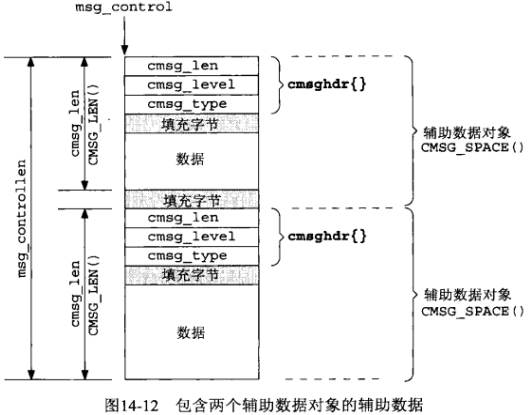 msg_control
cmsg_len
cmsg_level
cmsg_type
cmsghdr{}
填充字节
数据
填充字节
cmsg_len
CMSG_LEN()
辅助数据对象
CMSG_SPACE()
msg_controllen
cmsg_len
cmsg_level
cmsg_type
cmsghdr{}
填充字节
数据
cmsg_len
CMSG_LEN()
辅助数据对象
CMSG_SPACE()
图14-12 包含两个辅助数据对象的辅助数据